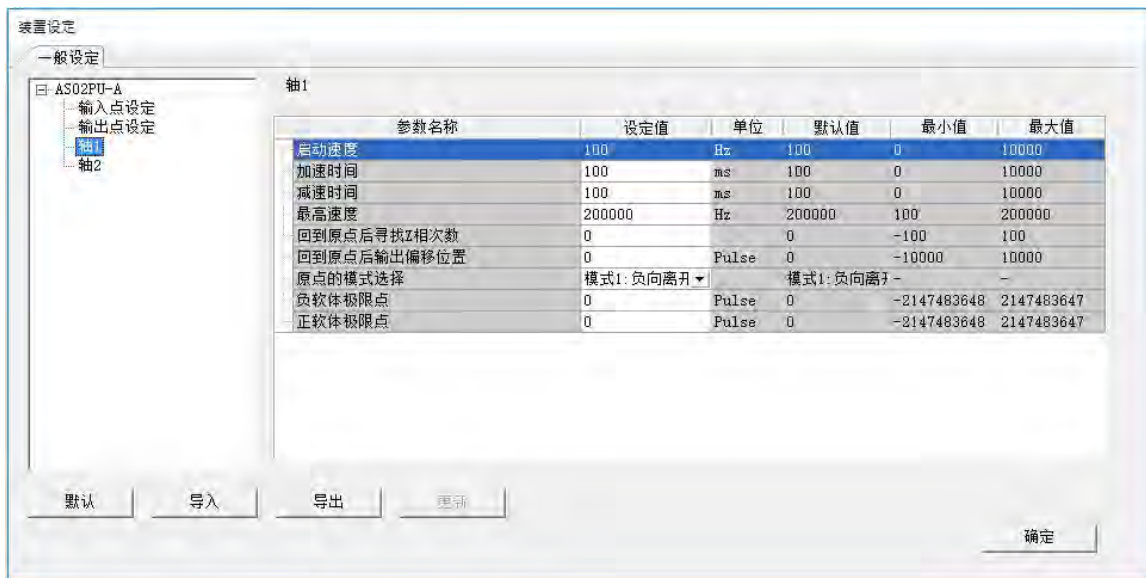 装置设定
一般设定
AS02PU-A
输入点设定
输出点设定
轴1
轴2
轴1
参数名称 设定值 单位 默认值 最小值 最大值
启动速度 100 Hz 100 0 10000
加速时间 100 ms 100 0 10000
减速时间 100 ms 100 0 10000
最高速度 200000 Hz 200000 100 200000
回到原点后寻找Z相次数 0 0 -100 100
回到原点后输出偏移位置 0 Pulse 0 -10000 10000
原点的模式选择 模式1:负向离开 模式1:负向离 - -
负软体极限点 0 Pulse 0 -2147483648 2147483647
正软体极限点 0 Pulse 0 -2147483648 2147483647
默认 导入 导出 更新
确定